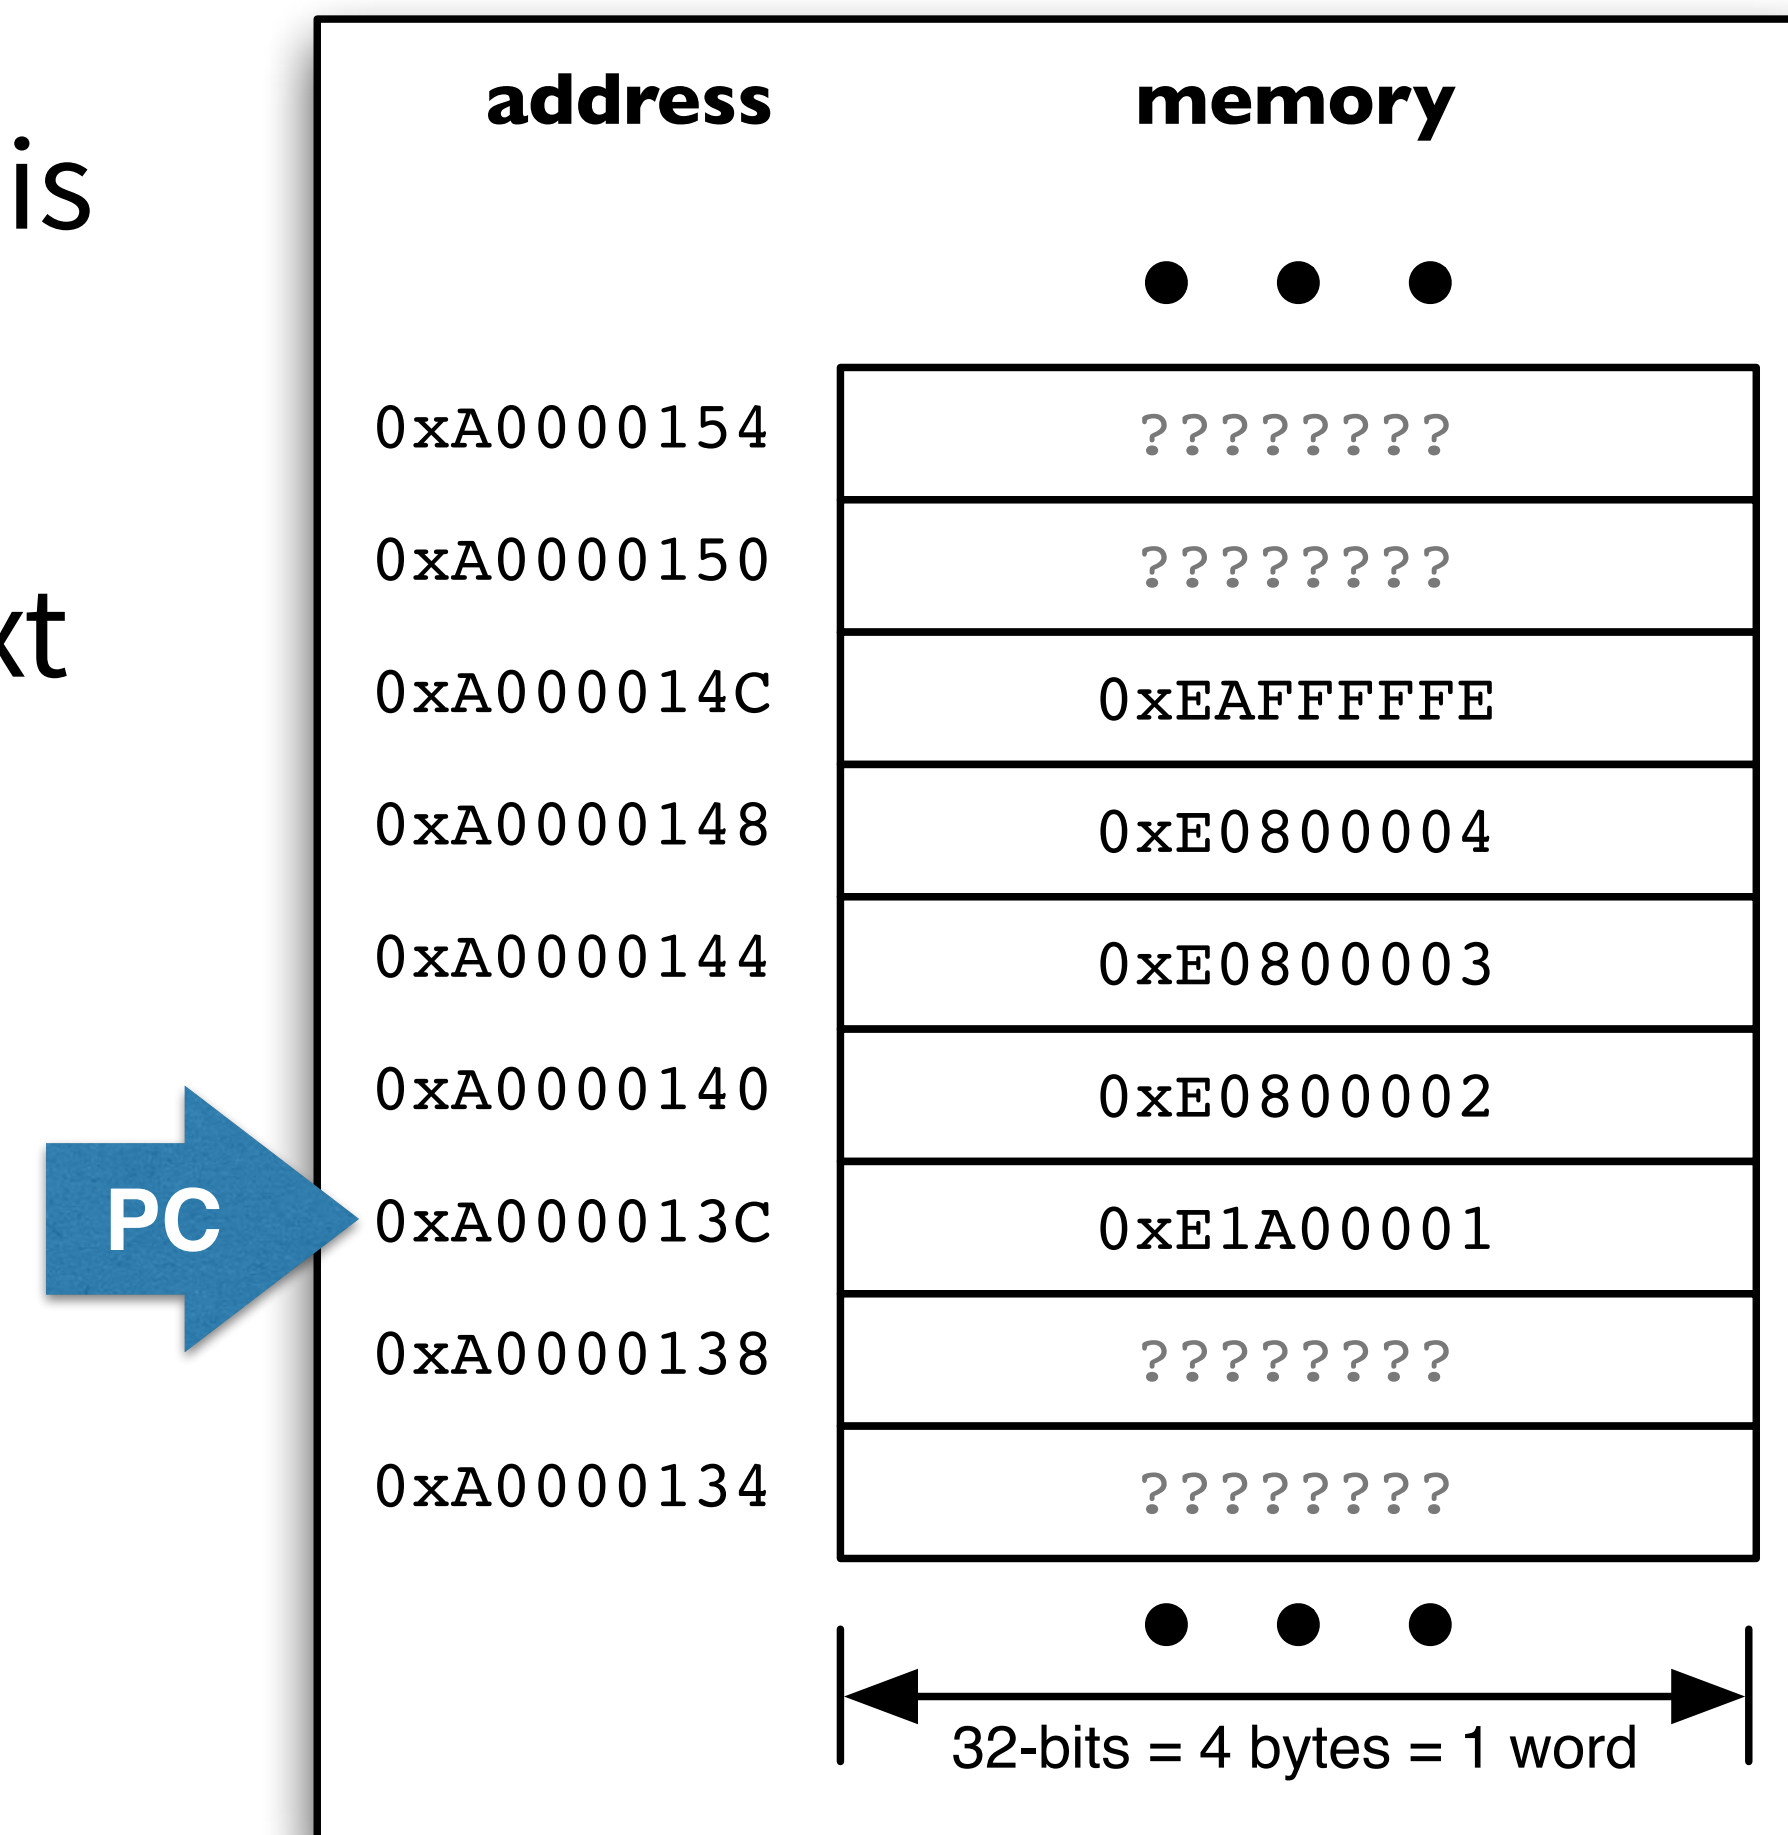 is
xt
address memory
0xA0000154 ????????
0xA0000150 ????????
0xA000014C 0xEAFFFFFE
0xA0000148 0xE0800004
0xA0000144 0xE0800003
0xA0000140 0xE0800002
PC 0xA000013C 0xE1A00001
0xA0000138 ????????
0xA0000134 ????????
32-bits = 4 bytes = 1 word